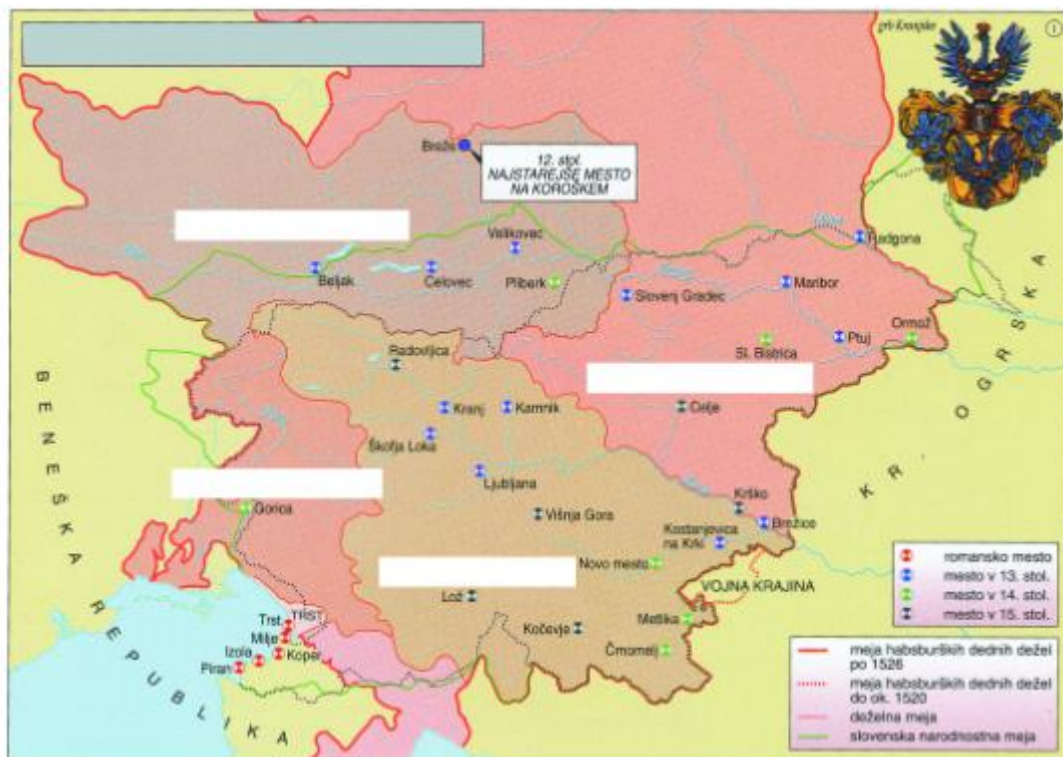 grb Kranjske
1
Breže
12. stol.
NAJSTAREJŠE MESTO
NA KOROŠKEM
Velikovec
Radgona
Beljak
Celovec
Pliberk
Slovenj Gradec
Maribor
Ormož
Radovljica
Sl. Bistrica
Ptuj
Kranj
Kamnik
Celje
Škofja Loka
Ljubljana
Gorica
Višnja Gora
Krško
Brežice
Kostanjevica
na Krki
Novo mesto
VOJNA KRAJINA
Lož
Kočevje
Metlika
Črnomelj
Trst
TRST
Milje
Izola
Koper
Piran
BENEŠKA REPUBLIKA
KR. OGRSKA
romansko mesto
mesto v 13. stol.
mesto v 14. stol.
mesto v 15. stol.
meja habsburških dednih dežel
po 1526
meja habsburških dednih dežel
do ok. 1520
deželna meja
slovenska narodnostna meja